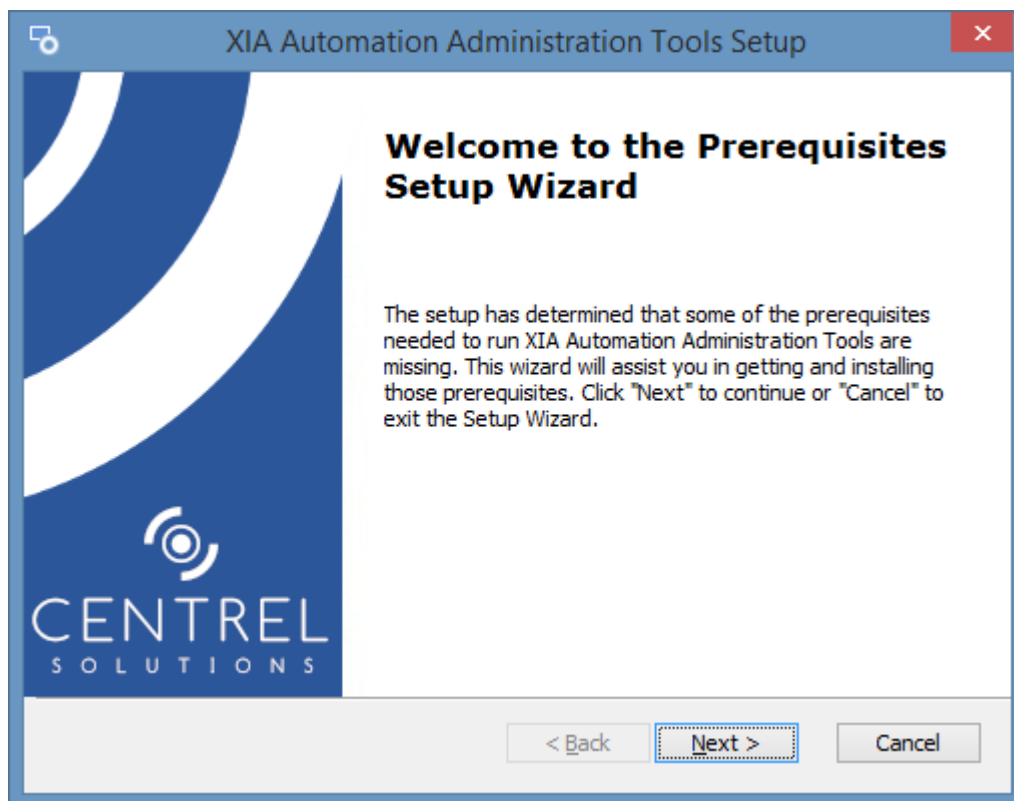 XIA Automation Administration Tools Setup
Welcome to the Prerequisites
Setup Wizard
The setup has determined that some of the prerequisites
needed to run XIA Automation Administration Tools are
missing. This wizard will assist you in getting and installing
those prerequisites. Click "Next" to continue or "Cancel" to
exit the Setup Wizard.
CENTREL
SOLUTIONS
< Back Next > Cancel